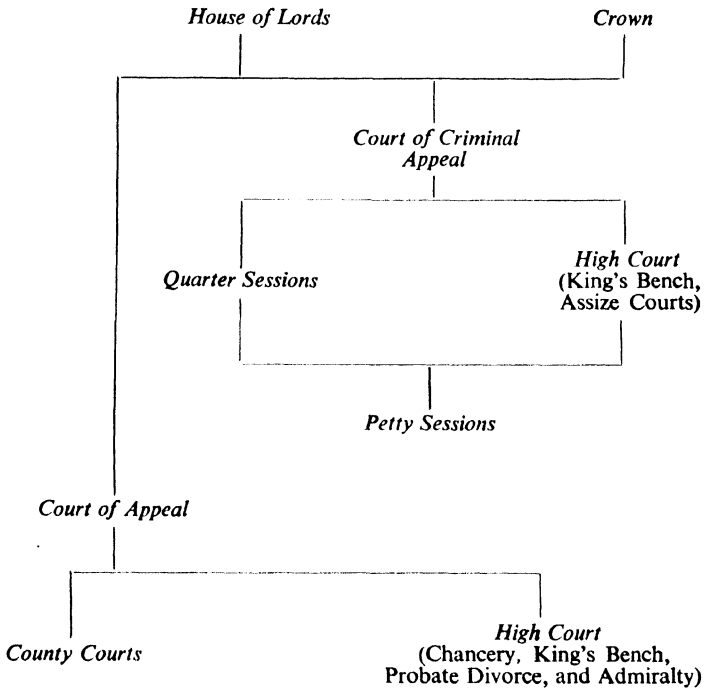 House of Lords
Crown
Court of Criminal
Appeal
Quarter Sessions
High Court
(King's Bench,
Assize Courts)
Petty Sessions
Court of Appeal
County Courts
High Court
(Chancery, King's Bench,
Probate Divorce, and Admiralty)